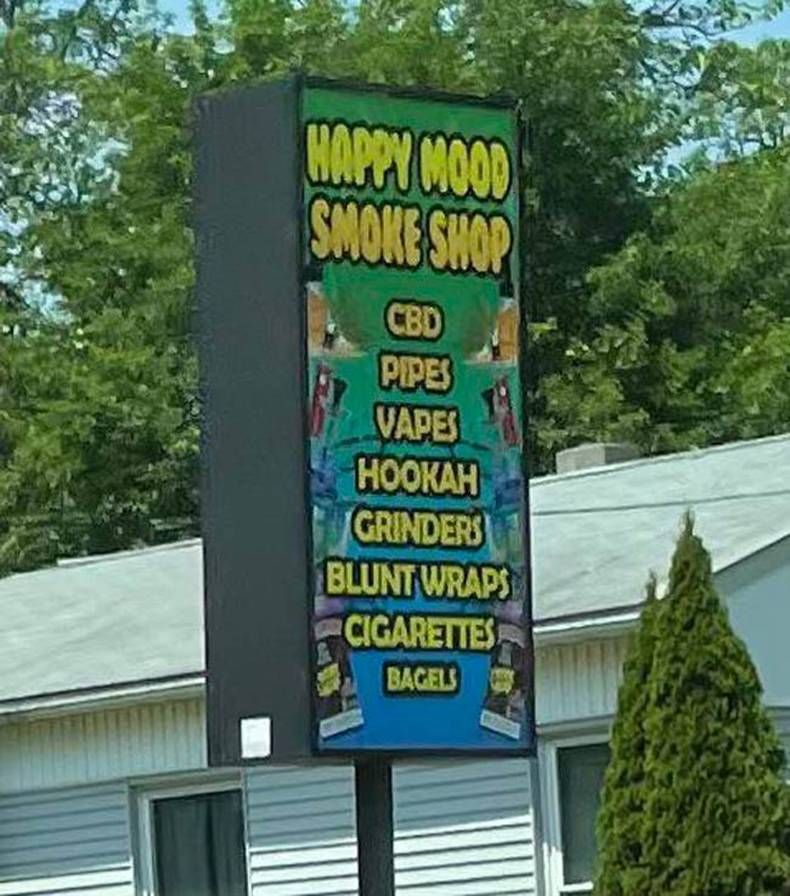 HAPPY MOOD
SMOKE SHOP
CBD
PIPES
VAPES
HOOKAH
GRINDERS
BLUNT WRAPS
CIGARETTES
BAGELS